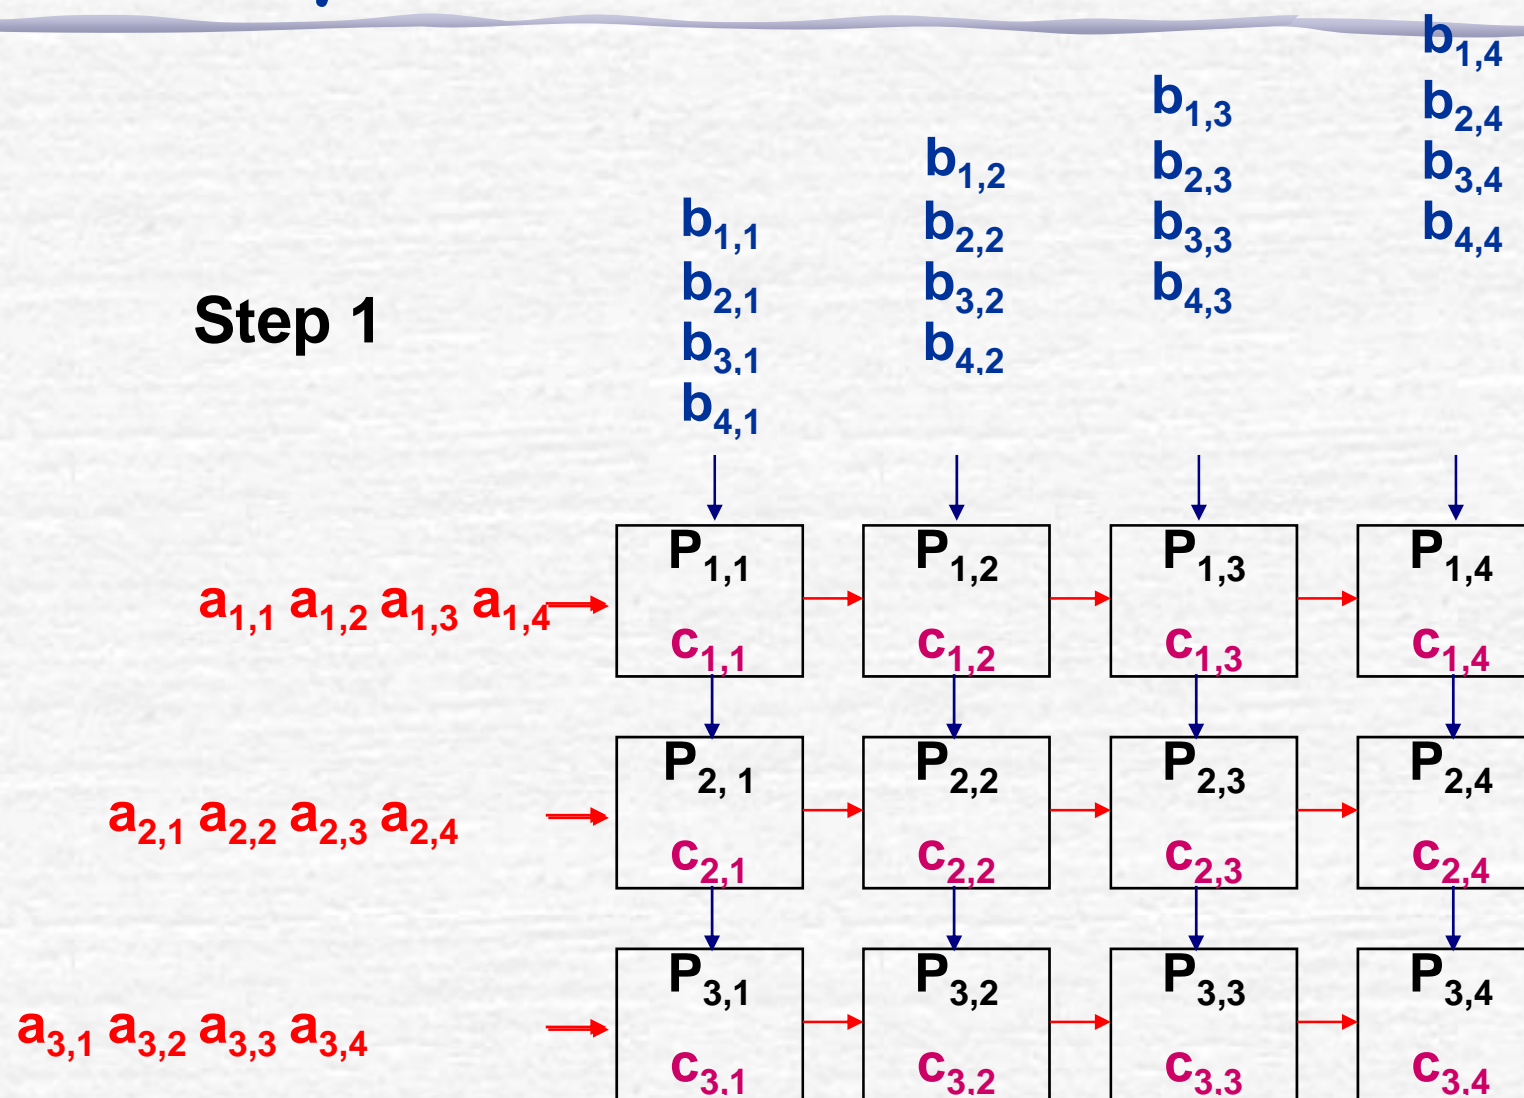 b1,4
b1,3 b2,4
b1,2 b2,3 b3,4
b1,1 b2,2 b3,3 b4,4
b2,1 b3,2 b4,3
Step 1
b3,1 b4,2
b4,1
P1,1 P1,2 P1,3 P1,4
a1,1 a1,2 a1,3 a1,4
c1,1 c1,2 c1,3 c1,4
P2, 1 P2,2 P2,3 P2,4
a2,1 a2,2 a2,3 a2,4
c2,1 c2,2 c2,3 c2,4
P3,1 P3,2 P3,3 P3,4
a3,1 a3,2 a3,3 a3,4
c3,1 c3,2 c3,3 c3,4